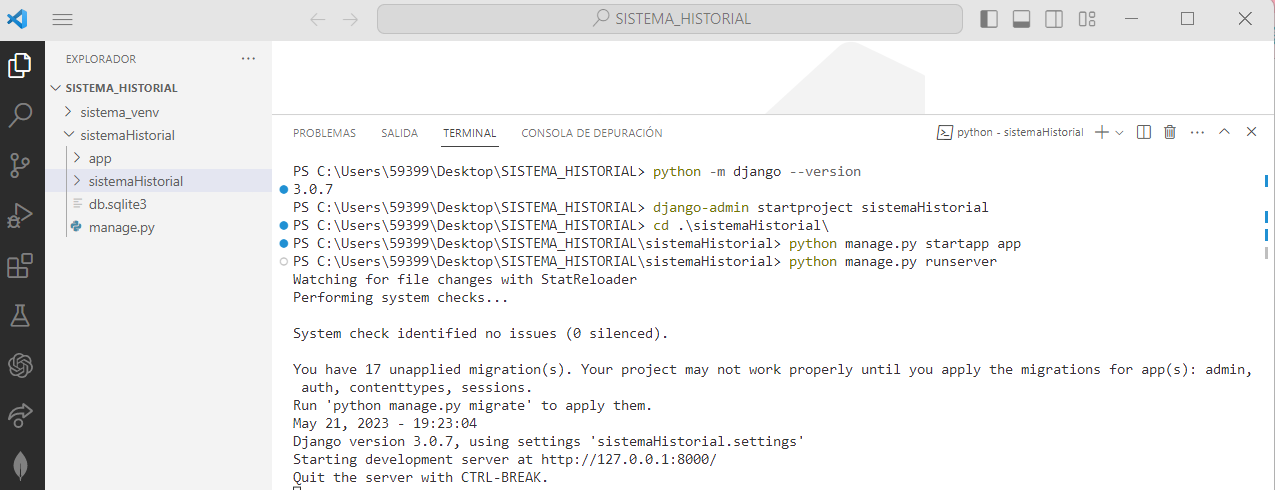 SISTEMA_HISTORIAL
EXPLORADOR
SISTEMA_HISTORIAL
sistema_venv
sistemaHistorial
app
sistemaHistorial
db.sqlite3
manage.py
PROBLEMAS SALIDA TERMINAL CONSOLA DE DEPURACIÓN python - sistemaHistorial
PS C:\Users\59399\Desktop\SISTEMA_HISTORIAL> python -m django --version
3.0.7
PS C:\Users\59399\Desktop\SISTEMA_HISTORIAL> django-admin startproject sistemaHistorial
PS C:\Users\59399\Desktop\SISTEMA_HISTORIAL> cd .\sistemaHistorial\
PS C:\Users\59399\Desktop\SISTEMA_HISTORIAL\sistemaHistorial> python manage.py startapp app
PS C:\Users\59399\Desktop\SISTEMA_HISTORIAL\sistemaHistorial> python manage.py runserver
Watching for file changes with StatReloader
Performing system checks...
System check identified no issues (0 silenced).
You have 17 unapplied migration(s). Your project may not work properly until you apply the migrations for app(s): admin,
auth, contenttypes, sessions.
Run 'python manage.py migrate' to apply them.
May 21, 2023 - 19:23:04
Django version 3.0.7, using settings 'sistemaHistorial.settings'
Starting development server at http://127.0.0.1:8000/
Quit the server with CTRL-BREAK.